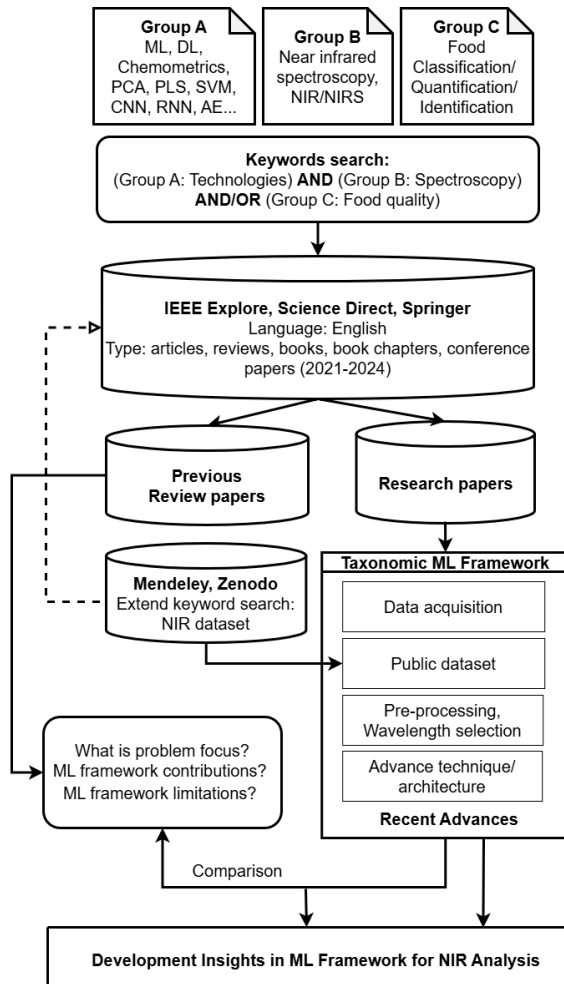 Group A
ML, DL,
Chemometrics,
PCA, PLS, SVM,
CNN, RNN, AE...
Group B
Near infrared
spectroscopy,
NIR/NIRS
Group C
Food
Classification/
Quantification/
Identification
Keywords search:
(Group A: Technologies) AND (Group B: Spectroscopy)
AND/OR (Group C: Food quality)
IEEE Explore, Science Direct, Springer
Language: English
Type: articles, reviews, books, book chapters, conference
papers (2021-2024)
Previous
Review papers
Research papers
Mendeley, Zenodo
Extend keyword search:
NIR dataset
Taxonomic ML Framework
Data acquisition
Public dataset
Pre-processing,
Wavelength selection
Advance technique/
architecture
Recent Advances
What is problem focus?
ML framework contributions?
ML framework limitations?
Comparison
Development Insights in ML Framework for NIR Analysis